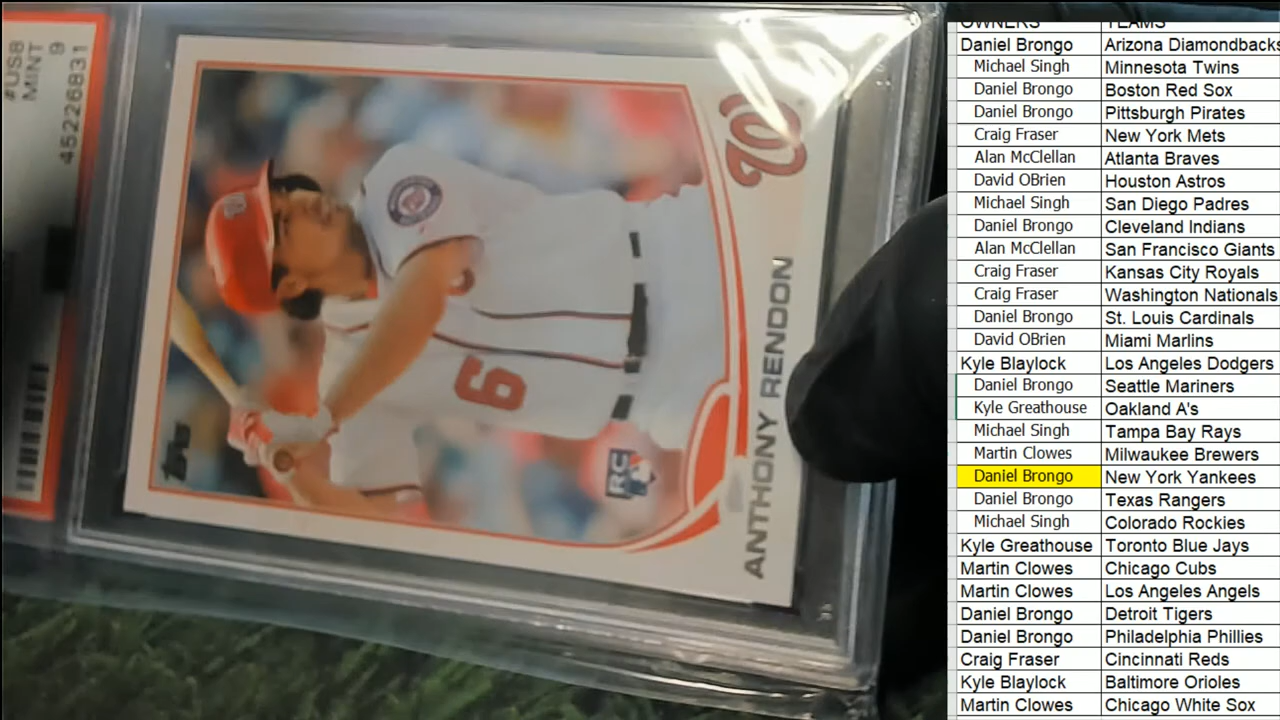 #US8
MINT 9
45226831
Topps
W
6
RC
ANTHONY RENDON
OWNERS TEAMS
Daniel Brongo Arizona Diamondbacks
Michael Singh Minnesota Twins
Daniel Brongo Boston Red Sox
Daniel Brongo Pittsburgh Pirates
Craig Fraser New York Mets
Alan McClellan Atlanta Braves
David OBrien Houston Astros
Michael Singh San Diego Padres
Daniel Brongo Cleveland Indians
Alan McClellan San Francisco Giants
Craig Fraser Kansas City Royals
Craig Fraser Washington Nationals
Daniel Brongo St. Louis Cardinals
David OBrien Miami Marlins
Kyle Blaylock Los Angeles Dodgers
Daniel Brongo Seattle Mariners
Kyle Greathouse Oakland A's
Michael Singh Tampa Bay Rays
Martin Clowes Milwaukee Brewers
Daniel Brongo New York Yankees
Daniel Brongo Texas Rangers
Michael Singh Colorado Rockies
Kyle Greathouse Toronto Blue Jays
Martin Clowes Chicago Cubs
Martin Clowes Los Angeles Angels
Daniel Brongo Detroit Tigers
Daniel Brongo Philadelphia Phillies
Craig Fraser Cincinnati Reds
Kyle Blaylock Baltimore Orioles
Martin Clowes Chicago White Sox